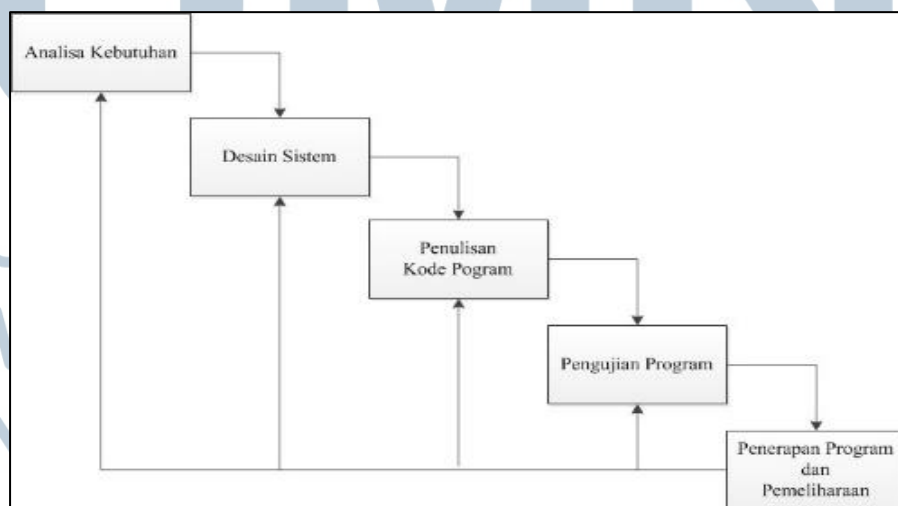 Analisa Kebutuhan
Desain Sistem
Penulisan
Kode Pogram
Pengujian Program
Penerapan Program
dan
Pemeliharaan